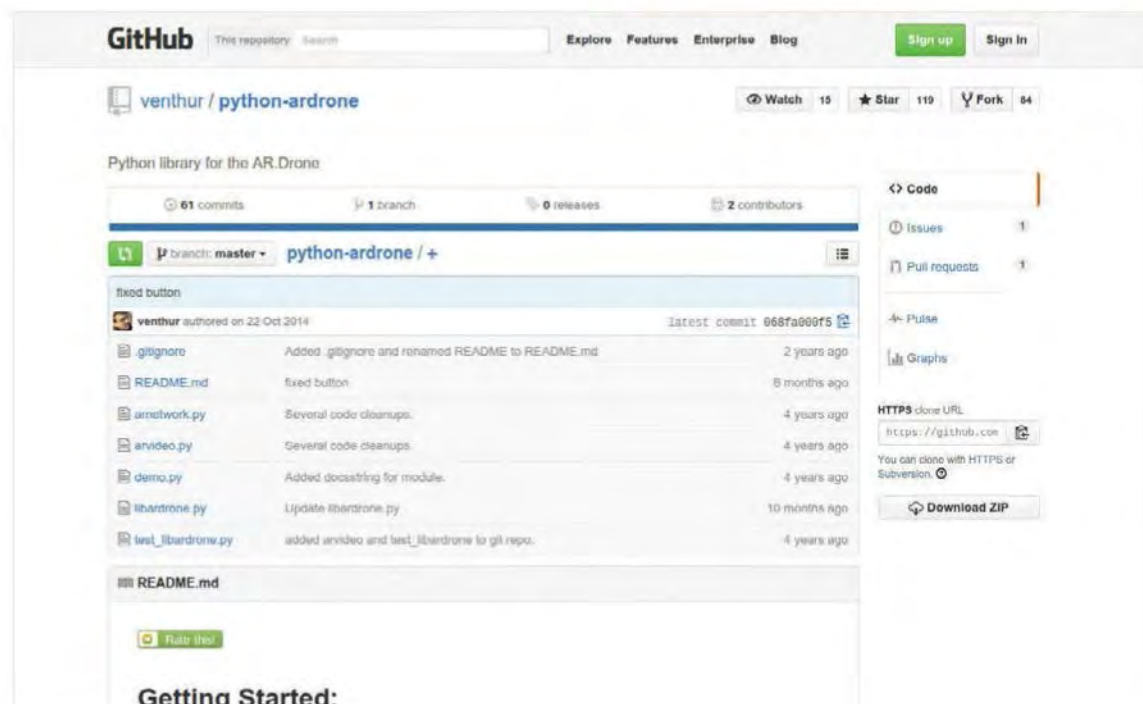 GitHub This repository Search Explore Features Enterprise Blog Sign up Sign in
venthur / python-ardrone Watch 15 Star 119 Fork 84
Python library for the AR.Drone
61 commits 1 branch 0 releases 2 contributors
branch: master python-ardrone / +
fixed button
venthur authored on 22 Oct 2014 latest commit 068fa000f5
.gitignore Added .gitignore and renamed README to README.md 2 years ago
README.md fixed button 8 months ago
arnetwork.py Several code cleanups. 4 years ago
arvideo.py Several code cleanups. 4 years ago
demo.py Added docsstring for module. 4 years ago
libardrone.py Update libardrone.py 10 months ago
test_libardrone.py added arvideo and test_libardrone to git repo. 4 years ago
README.md
Rate this!
Getting Started:
Code
Issues 1
Pull requests 1
Pulse
Graphs
HTTPS clone URL
https://github.com
You can clone with HTTPS or
Subversion.
Download ZIP